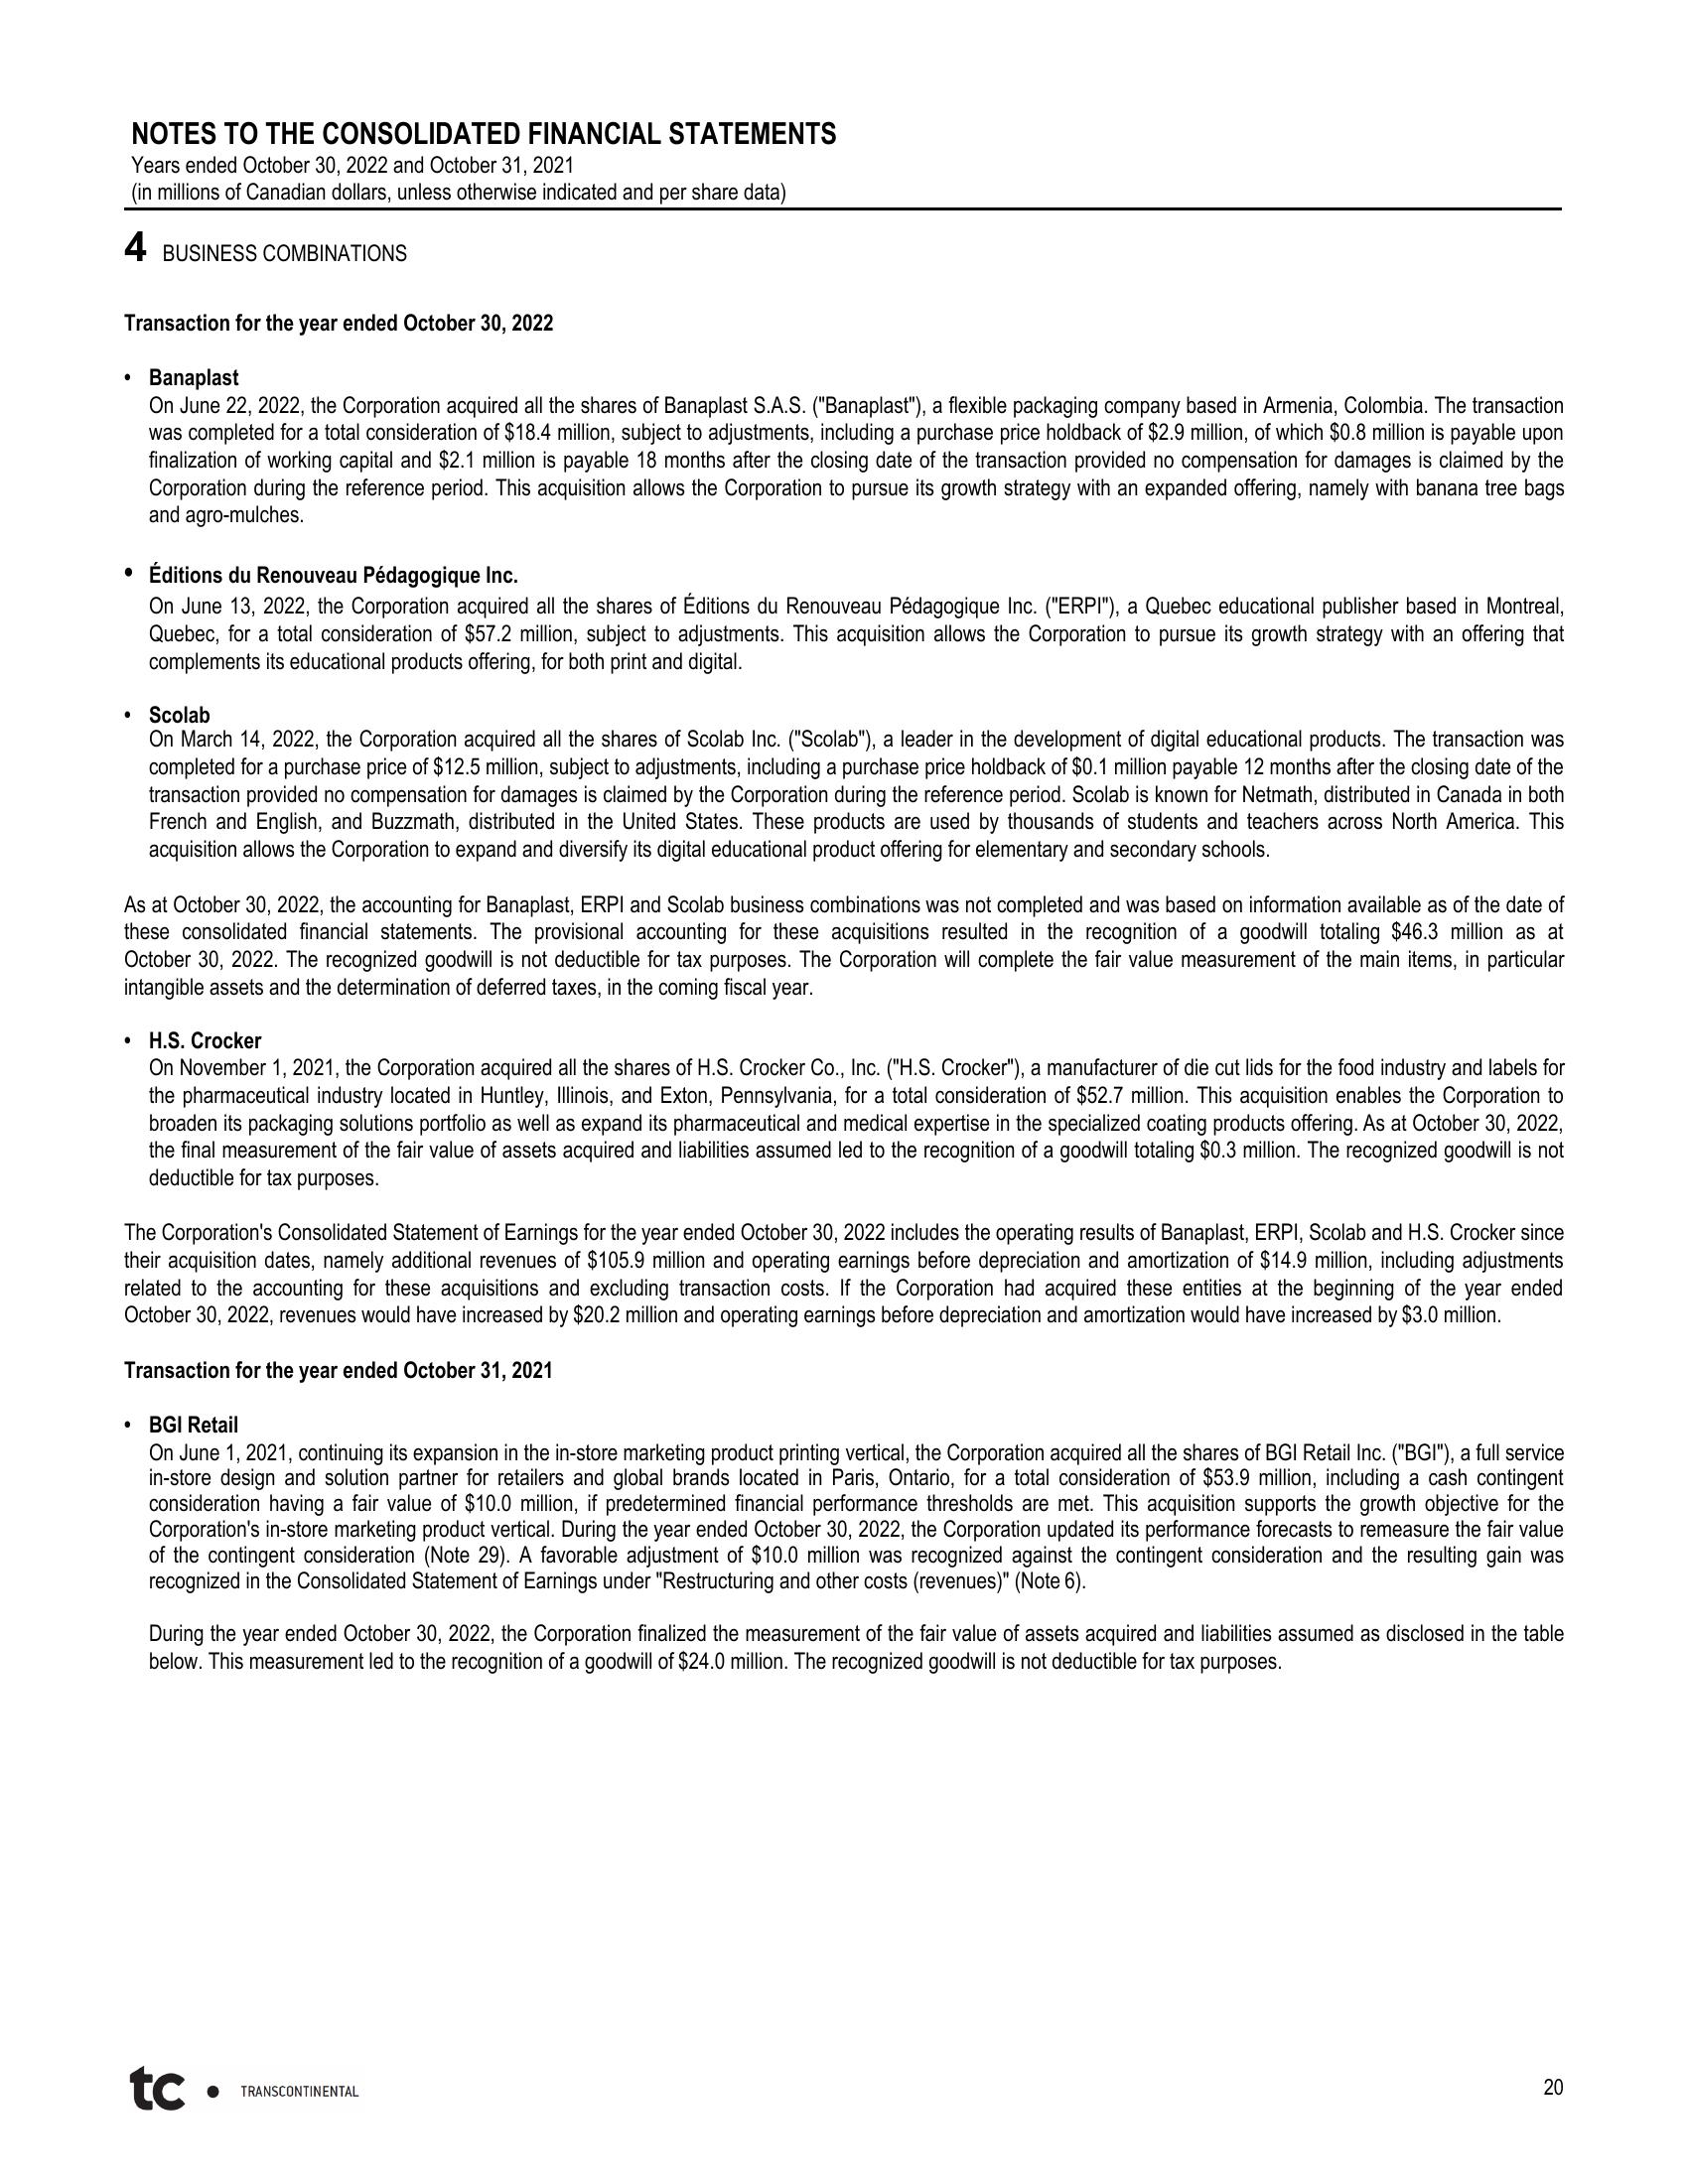 NOTES TO THE CONSOLIDATED FINANCIAL STATEMENTS
Years ended October 30, 2022 and October 31, 2021
(in millions of Canadian dollars, unless otherwise indicated and per share data)
4 BUSINESS COMBINATIONS
Transaction for the year ended October 30, 2022
• Banaplast
On June 22, 2022, the Corporation acquired all the shares of Banaplast S.A.S. ("Banaplast"), a flexible packaging company based in Armenia, Colombia. The transaction
was completed for a total consideration of $18.4 million, subject to adjustments, including a purchase price holdback of $2.9 million, of which $0.8 million is payable upon
finalization of working capital and $2.1 million is payable 18 months after the closing date of the transaction provided no compensation for damages is claimed by the
Corporation during the reference period. This acquisition allows the Corporation to pursue its growth strategy with an expanded offering, namely with banana tree bags
and agro-mulches.
• Éditions du Renouveau Pédagogique Inc.
On June 13, 2022, the Corporation acquired all the shares of Éditions du Renouveau Pédagogique Inc. ("ERPI"), a Quebec educational publisher based in Montreal,
Quebec, for a total consideration of $57.2 million, subject to adjustments. This acquisition allows the Corporation to pursue its growth strategy with an offering that
complements its educational products offering, for both print and digital.
• Scolab
On March 14, 2022, the Corporation acquired all the shares of Scolab Inc. ("Scolab"), a leader in the development of digital educational products. The transaction was
completed for a purchase price of $12.5 million, subject to adjustments, including a purchase price holdback of $0.1 million payable 12 months after the closing date of the
transaction provided no compensation for damages is claimed by the Corporation during the reference period. Scolab is known for Netmath, distributed in Canada in both
French and English, and Buzzmath, distributed in the United States. These products are used by thousands of students and teachers across North America. This
acquisition allows the Corporation to expand and diversify its digital educational product offering for elementary and secondary schools.
As at October 30, 2022, the accounting for Banaplast, ERPI and Scolab business combinations was not completed and was based on information available as of the date of
these consolidated financial statements. The provisional accounting for these acquisitions resulted in the recognition of a goodwill totaling $46.3 million as at
October 30, 2022. The recognized goodwill is not deductible for tax purposes. The Corporation will complete the fair value measurement of the main items, in particular
intangible assets and the determination of deferred taxes, in the coming fiscal year.
• H.S. Crocker
On November 1, 2021, the Corporation acquired all the shares of H.S. Crocker Co., Inc. ("H.S. Crocker"), a manufacturer of die cut lids for the food industry and labels for
the pharmaceutical industry located in Huntley, Illinois, and Exton, Pennsylvania, for a total consideration of $52.7 million. This acquisition enables the Corporation to
broaden its packaging solutions portfolio as well as expand its pharmaceutical and medical expertise in the specialized coating products offering. As at October 30, 2022,
the final measurement of the fair value of assets acquired and liabilities assumed led to the recognition of a goodwill totaling $0.3 million. The recognized goodwill is not
deductible for tax purposes.
The Corporation's Consolidated Statement of Earnings for the year ended October 30, 2022 includes the operating results of Banaplast, ERPI, Scolab and H.S. Crocker since
their acquisition dates, namely additional revenues of $105.9 million and operating earnings before depreciation and amortization of $14.9 million, including adjustments
related to the accounting for these acquisitions and excluding transaction costs. If the Corporation had acquired these entities at the beginning of the year ended
October 30, 2022, revenues would have increased by $20.2 million and operating earnings before depreciation and amortization would have increased by $3.0 million.
Transaction for the year ended October 31, 2021
• BGI Retail
On June 1, 2021, continuing its expansion in the in-store marketing product printing vertical, the Corporation acquired all the shares of BGI Retail Inc. ("BGI"), a full service
in-store design and solution partner for retailers and global brands located in Paris, Ontario, for a total consideration of $53.9 million, including a cash contingent
consideration having a fair value of $10.0 million, if predetermined financial performance thresholds are met. This acquisition supports the growth objective for the
Corporation's in-store marketing product vertical. During the year ended October 30, 2022, the Corporation updated its performance forecasts to remeasure the fair value
of the contingent consideration (Note 29). A favorable adjustment of $10.0 million was recognized against the contingent consideration and the resulting gain was
recognized in the Consolidated Statement of Earnings under "Restructuring and other costs (revenues)" (Note 6).
During the year ended October 30, 2022, the Corporation finalized the measurement of the fair value of assets acquired and liabilities assumed as disclosed in the table
below. This measurement led to the recognition of a goodwill of $24.0 million. The recognized goodwill is not deductible for tax purposes.
tc • TRANSCONTINENTAL
20